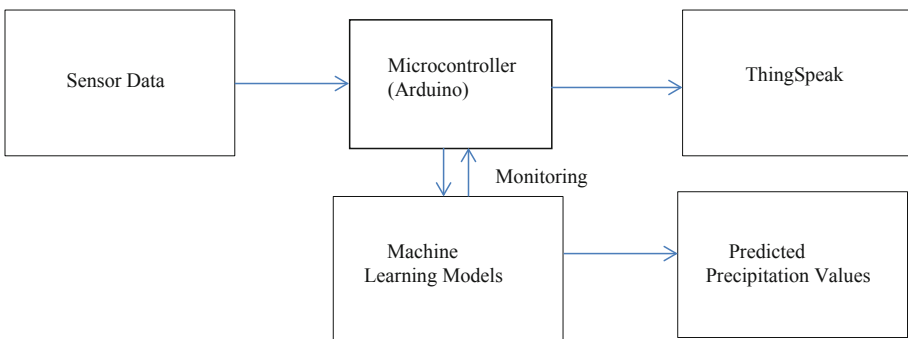 Sensor Data
Microcontroller
(Arduino)
ThingSpeak
Monitoring
Machine
Learning Models
Predicted
Precipitation Values